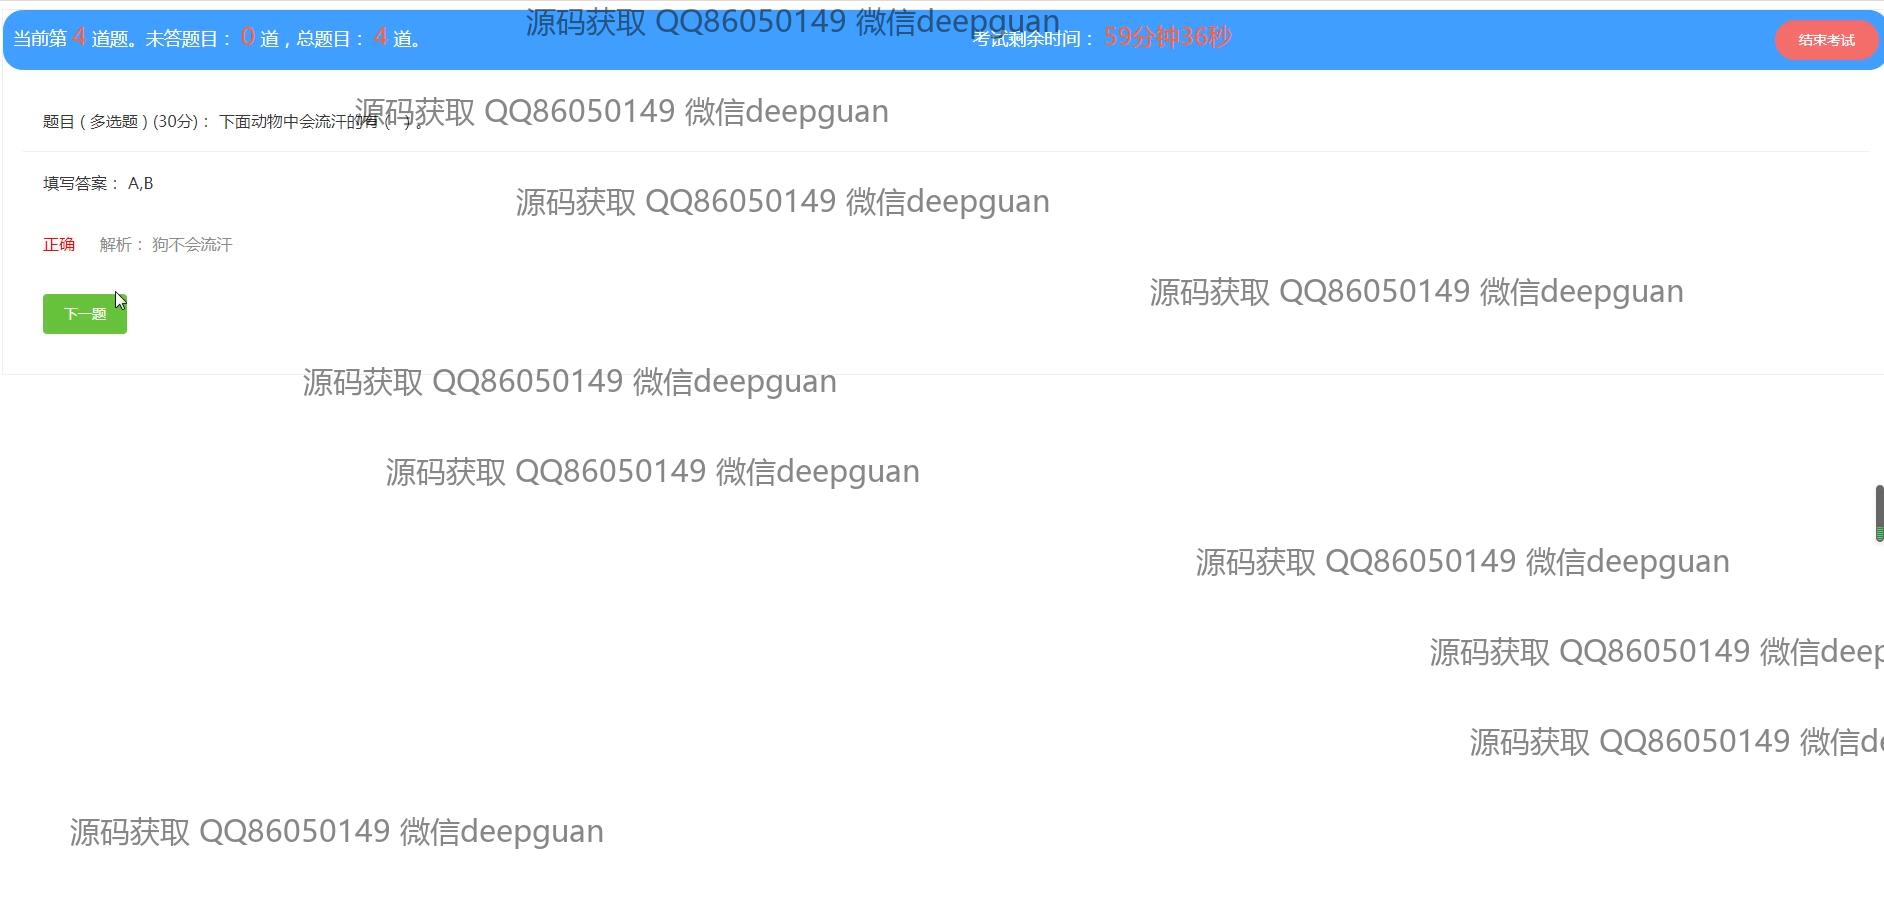 源码获取 QQ86050149 微信deepguan
当前第 4 道题。未答题目： 0 道，总题目： 4 道。
考试剩余时间： 59分钟36秒
结束考试
源码获取 QQ86050149 微信deepguan
题目 ( 多选题 ) (30分)： 下面动物中会流汗的有 ( ) 。
填写答案： A,B
源码获取 QQ86050149 微信deepguan
正确 解析： 狗不会流汗
源码获取 QQ86050149 微信deepguan
下一题
源码获取 QQ86050149 微信deepguan
源码获取 QQ86050149 微信deepguan
源码获取 QQ86050149 微信deepguan
源码获取 QQ86050149 微信deep
源码获取 QQ86050149 微信de
源码获取 QQ86050149 微信deepguan